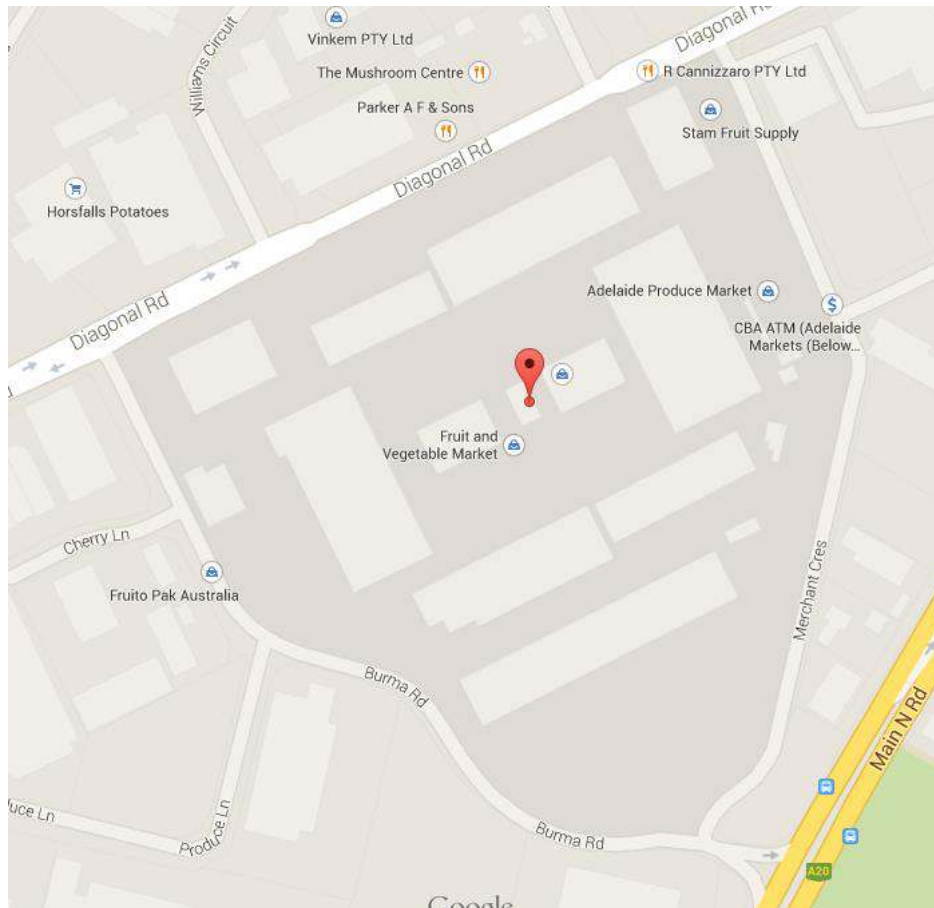 Diagonal Rd
Vinkem PTY Ltd
Williams Circuit
The Mushroom Centre
R Cannizzaro PTY Ltd
Parker A F & Sons
Stam Fruit Supply
Diagonal Rd
Horsfalls Potatoes
Adelaide Produce Market
Diagonal Rd
$
CBA ATM (Adelaide
Markets (Below...
Fruit and
Vegetable Market
Cherry Ln
Fruito Pak Australia
Merchant Cres
Burma Rd
Main N Rd
uce Ln
Produce Ln
Burma Rd
A20
Google